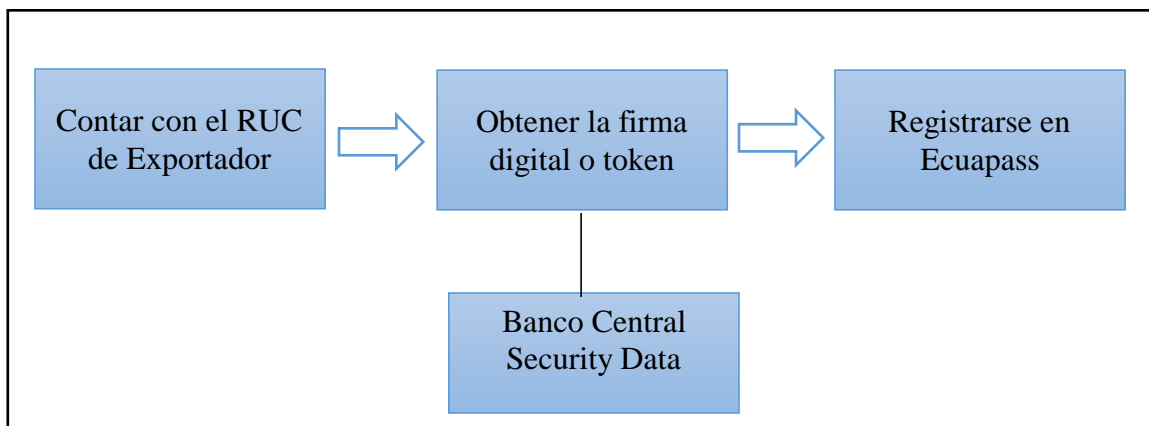 Contar con el RUC
de Exportador
Obtener la firma
digital o token
Registrarse en
Ecuapass
Banco Central
Security Data